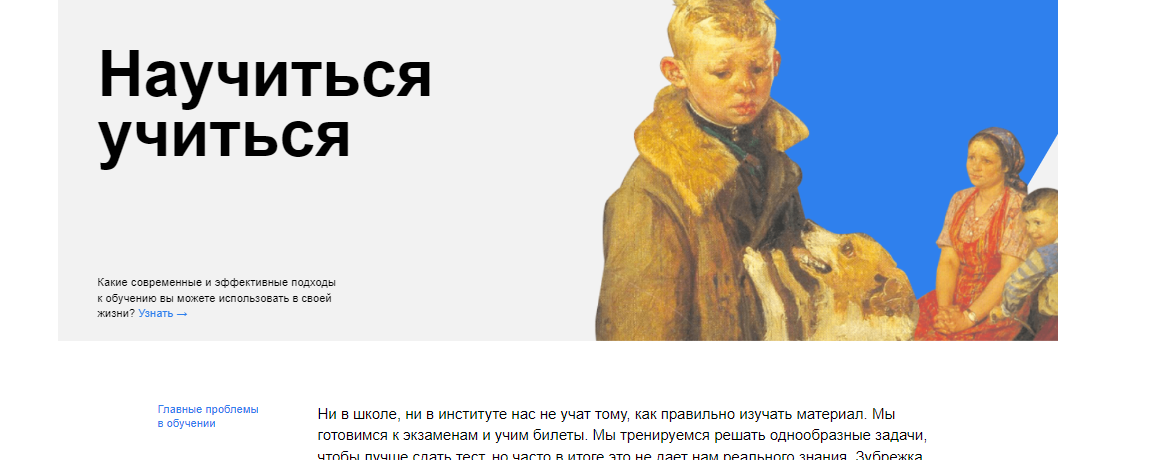 Научиться
учиться
Какие современные и эффективные подходы
к обучению вы можете использовать в своей
жизни? Узнать →
Главные проблемы
в обучении
Ни в школе, ни в институте нас не учат тому, как правильно изучать материал. Мы
готовимся к экзаменам и учим билеты. Мы тренируемся решать однообразные задачи,
чтобы лучше сдать тест, но часто в итоге это не дает нам реального знания. Зубрежка